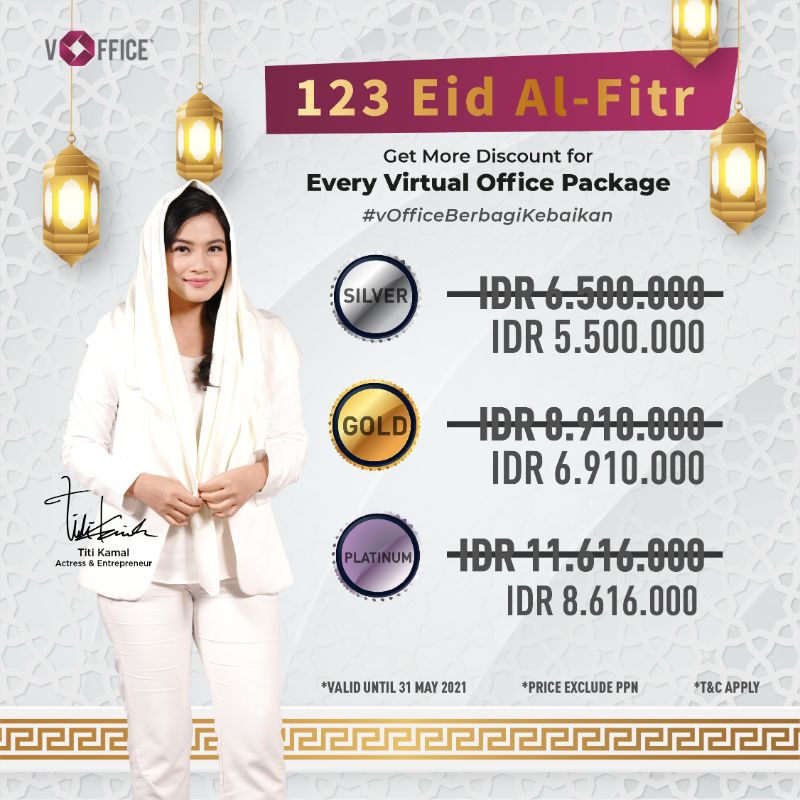 VOFFICE
123 Eid Al-Fitr
Get More Discount for
Every Virtual Office Package
#vOfficeBerbagiKebaikan
SILVER
IDR 6.500.000
IDR 5.500.000
GOLD
IDR 8.910.000
IDR 6.910.000
PLATINUM
IDR 11.616.000
IDR 8.616.000
Titi Kamal
Actress & Entrepreneur
*VALID UNTIL 31 MAY 2021 *PRICE EXCLUDE PPN *T&C APPLY